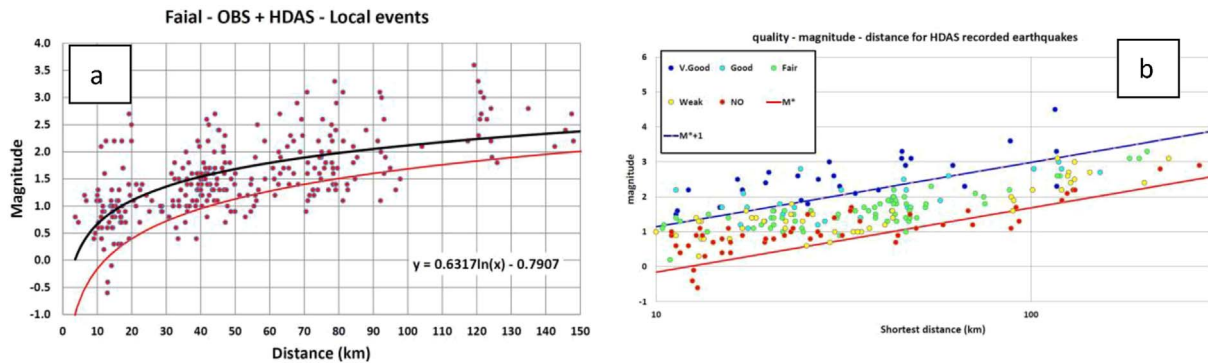 Faial - OBS + HDAS - Local events
a
4.0
3.5
3.0
2.5
2.0
1.5
1.0
0.5
0.0
-0.5
-1.0
Magnitude
y = 0.6317ln(x) - 0.7907
0 10 20 30 40 50 60 70 80 90 100 110 120 130 140 150
Distance (km)
quality - magnitude - distance for HDAS recorded earthquakes
b
V.Good Good Fair
Weak NO M*
M*+1
6
5
4
3
2
1
0
-1
magnitude
10 100
Shortest distance (km)